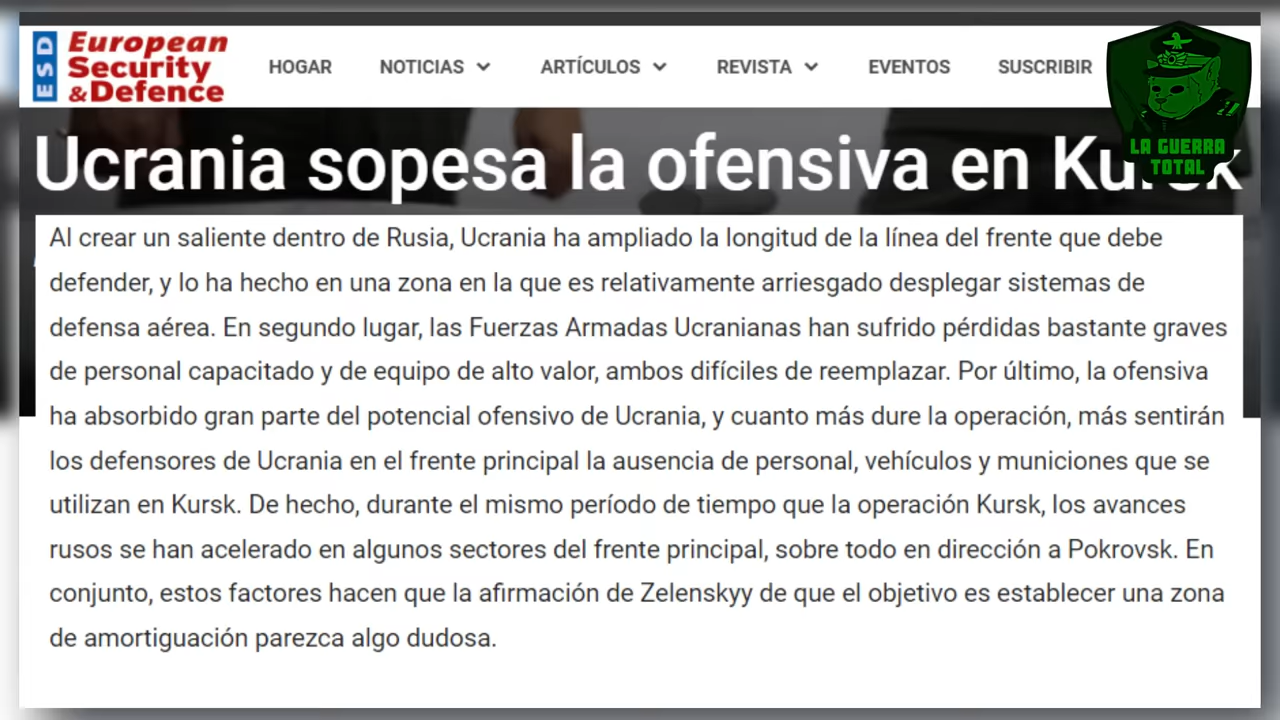 ESD
European
Security
& Defence
HOGAR NOTICIAS ARTÍCULOS REVISTA EVENTOS SUSCRIBIR
LA GUERRA
TOTAL
Ucrania sopesa la ofensiva en Kursk
Al crear un saliente dentro de Rusia, Ucrania ha ampliado la longitud de la línea del frente que debe
defender, y lo ha hecho en una zona en la que es relativamente arriesgado desplegar sistemas de
defensa aérea. En segundo lugar, las Fuerzas Armadas Ucranianas han sufrido pérdidas bastante graves
de personal capacitado y de equipo de alto valor, ambos difíciles de reemplazar. Por último, la ofensiva
ha absorbido gran parte del potencial ofensivo de Ucrania, y cuanto más dure la operación, más sentirán
los defensores de Ucrania en el frente principal la ausencia de personal, vehículos y municiones que se
utilizan en Kursk. De hecho, durante el mismo período de tiempo que la operación Kursk, los avances
rusos se han acelerado en algunos sectores del frente principal, sobre todo en dirección a Pokrovsk. En
conjunto, estos factores hacen que la afirmación de Zelenskyy de que el objetivo es establecer una zona
de amortiguación parezca algo dudosa.